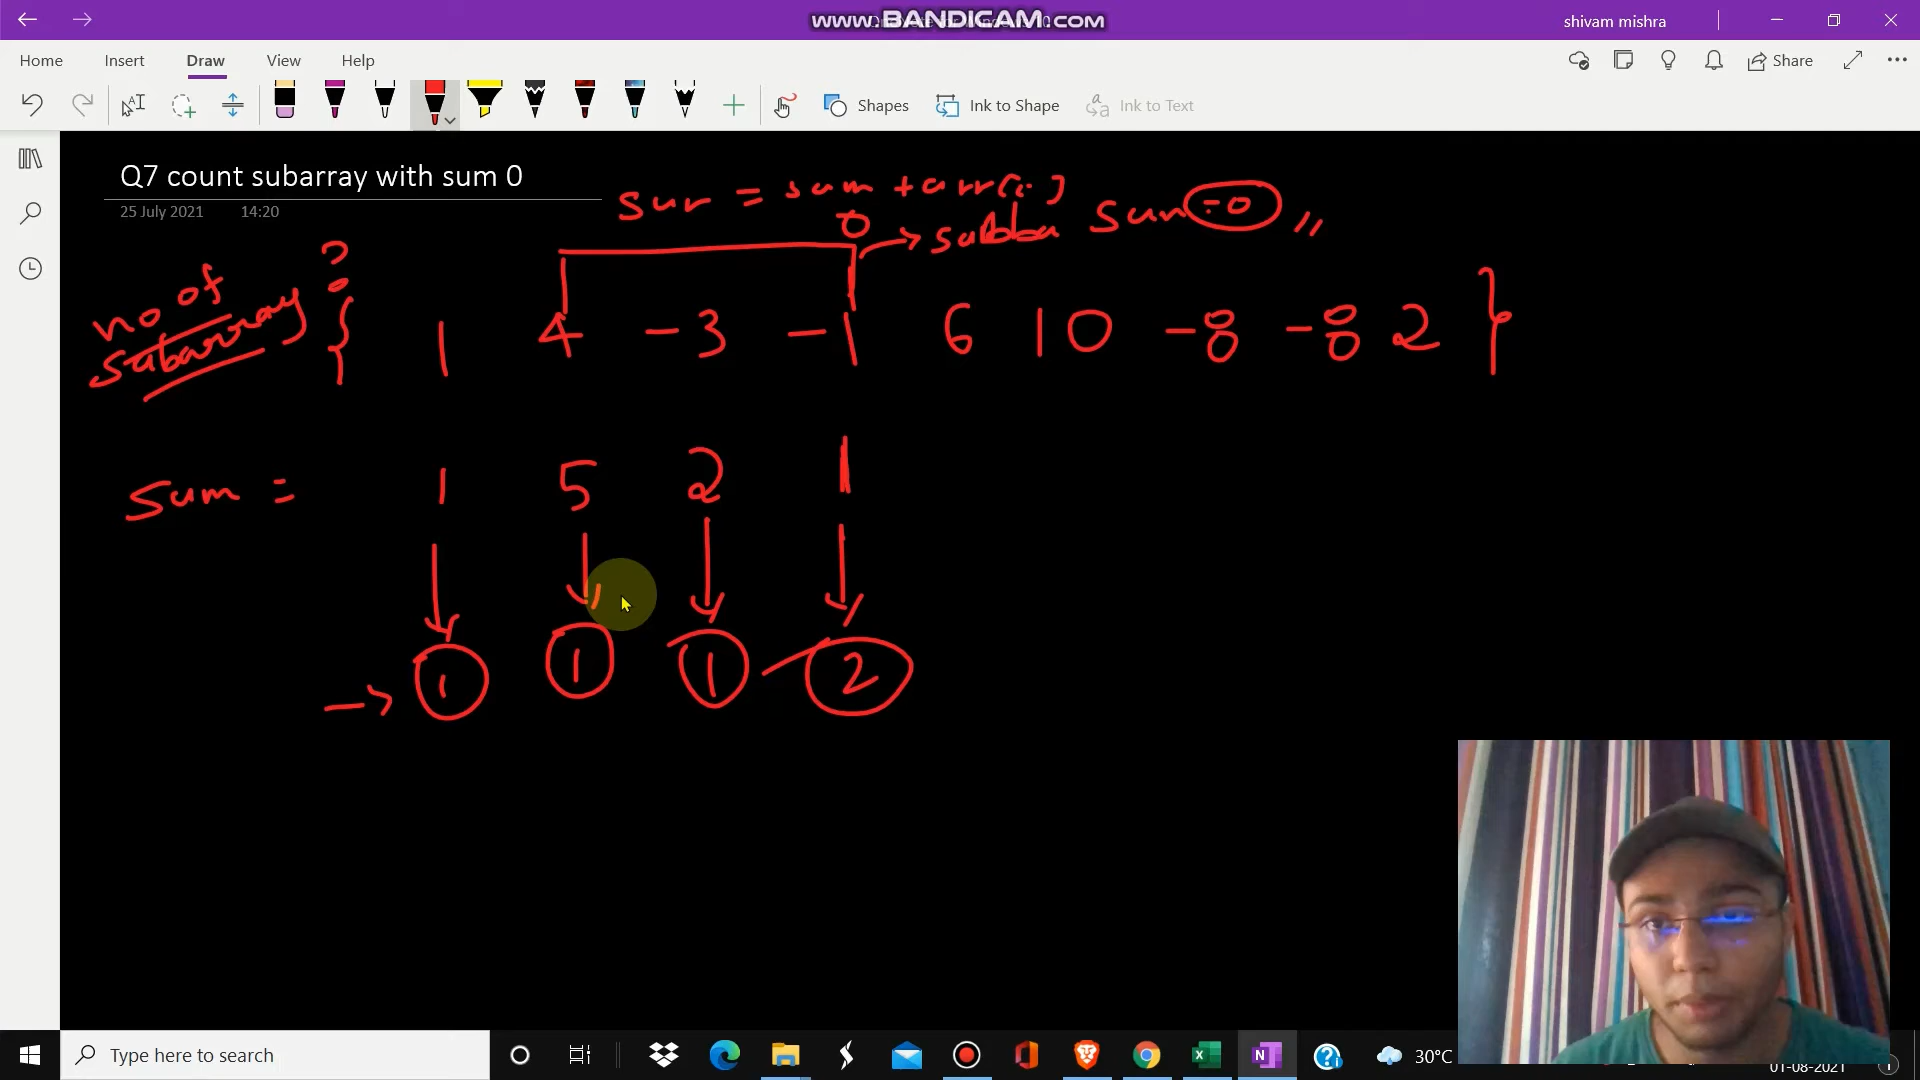 www.BANDICAM.com
shivam mishra
Home Insert Draw View Help
Share
Shapes Ink to Shape Ink to Text
Q7 count subarray with sum 0
25 July 2021 14:20
sum = sum + arr[i]
0
sum = 0
no of subarray ? { 1 4 -3 -1 6 10 -8 -8 2 }
sum = 1 5 2 1
1 1 1 2
Type here to search
30°C
01-08-2021